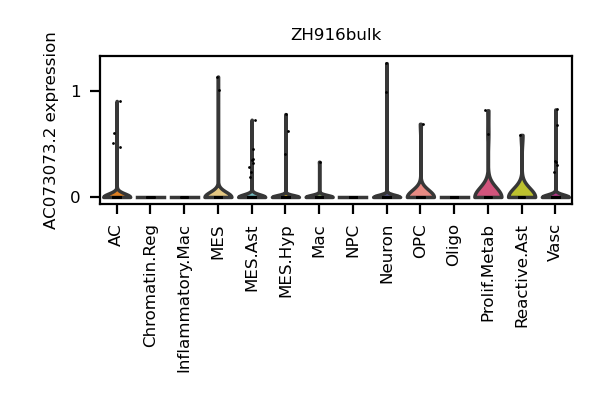 ZH916bulk
AC073073.2 expression
1
0
AC
Chromatin.Reg
Inflammatory.Mac
MES
MES.Ast
MES.Hyp
Mac
NPC
Neuron
OPC
Oligo
Prolif.Metab
Reactive.Ast
Vasc